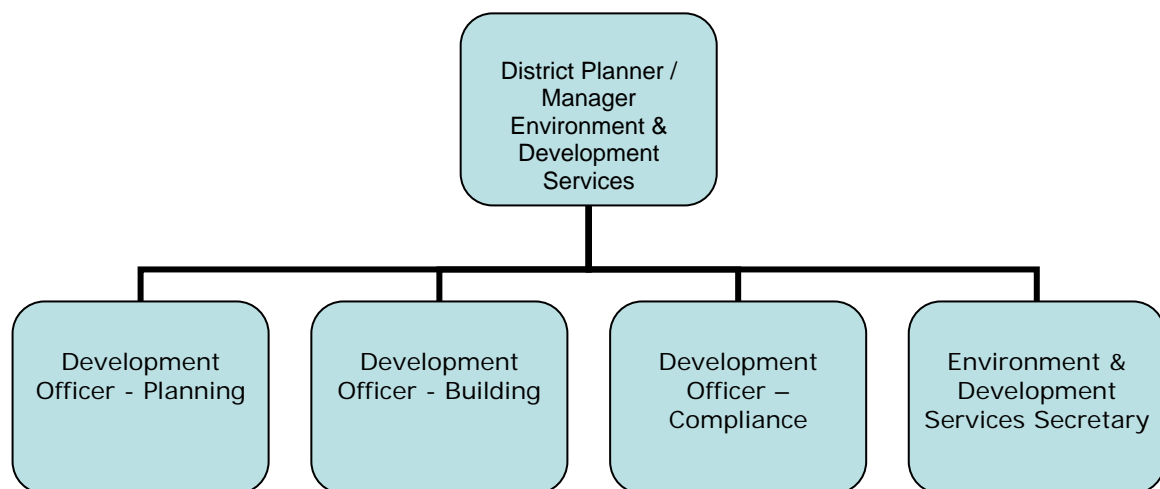 District Planner /
Manager
Environment &
Development
Services
Development
Officer - Planning
Development
Officer - Building
Development
Officer –
Compliance
Environment &
Development
Services Secretary